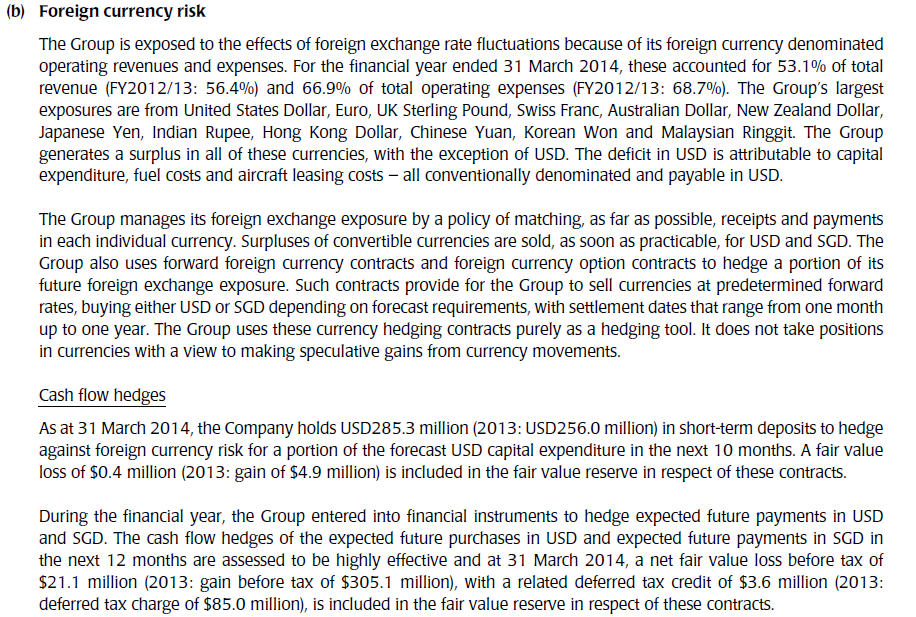 (b) Foreign currency risk
The Group is exposed to the effects of foreign exchange rate fluctuations because of its foreign currency denominated
operating revenues and expenses. For the financial year ended 31 March 2014, these accounted for 53.1% of total
revenue (FY2012/13: 56.4%) and 66.9% of total operating expenses (FY2012/13: 68.7%). The Group's largest
exposures are from United States Dollar, Euro, UK Sterling Pound, Swiss Franc, Australian Dollar, New Zealand Dollar,
Japanese Yen, Indian Rupee, Hong Kong Dollar, Chinese Yuan, Korean Won and Malaysian Ringgit. The Group
generates a surplus in all of these currencies, with the exception of USD. The deficit in USD is attributable to capital
expenditure, fuel costs and aircraft leasing costs – all conventionally denominated and payable in USD.
The Group manages its foreign exchange exposure by a policy of matching, as far as possible, receipts and payments
in each individual currency. Surpluses of convertible currencies are sold, as soon as practicable, for USD and SGD. The
Group also uses forward foreign currency contracts and foreign currency option contracts to hedge a portion of its
future foreign exchange exposure. Such contracts provide for the Group to sell currencies at predetermined forward
rates, buying either USD or SGD depending on forecast requirements, with settlement dates that range from one month
up to one year. The Group uses these currency hedging contracts purely as a hedging tool. It does not take positions
in currencies with a view to making speculative gains from currency movements.
Cash flow hedges
As at 31 March 2014, the Company holds USD285.3 million (2013: USD256.0 million) in short-term deposits to hedge
against foreign currency risk for a portion of the forecast USD capital expenditure in the next 10 months. A fair value
loss of $0.4 million (2013: gain of $4.9 million) is included in the fair value reserve in respect of these contracts.
During the financial year, the Group entered into financial instruments to hedge expected future payments in USD
and SGD. The cash flow hedges of the expected future purchases in USD and expected future payments in SGD in
the next 12 months are assessed to be highly effective and at 31 March 2014, a net fair value loss before tax of
$21.1 million (2013: gain before tax of $305.1 million), with a related deferred tax credit of $3.6 million (2013:
deferred tax charge of $85.0 million), is included in the fair value reserve in respect of these contracts.